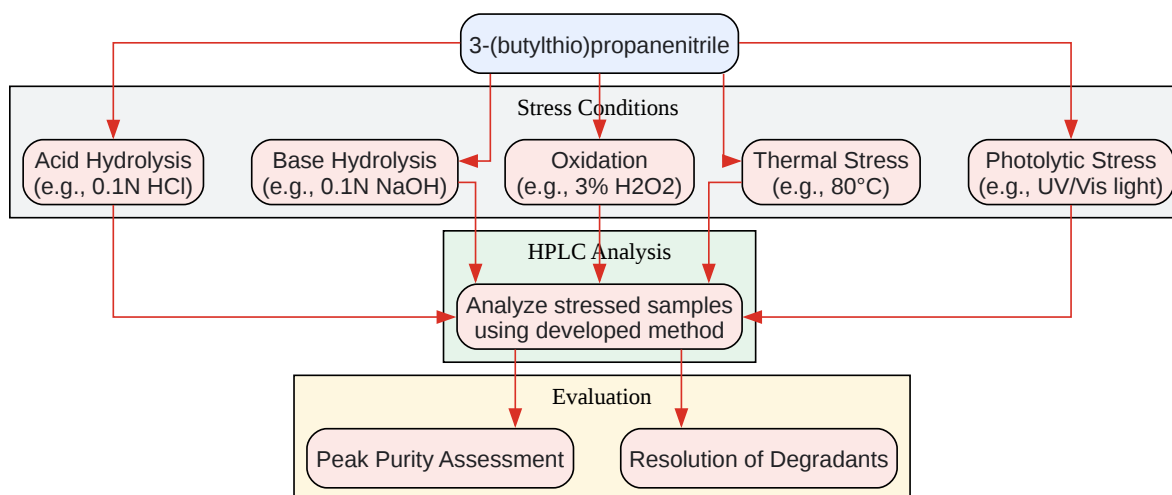 3-(butylthio)propanenitrile
Stress Conditions
Acid Hydrolysis
(e.g., 0.1N HCl)
Base Hydrolysis
(e.g., 0.1N NaOH)
Oxidation
(e.g., 3% H2O2)
Thermal Stress
(e.g., 80°C)
Photolytic Stress
(e.g., UV/Vis light)
HPLC Analysis
Analyze stressed samples
using developed method
Evaluation
Peak Purity Assessment
Resolution of Degradants